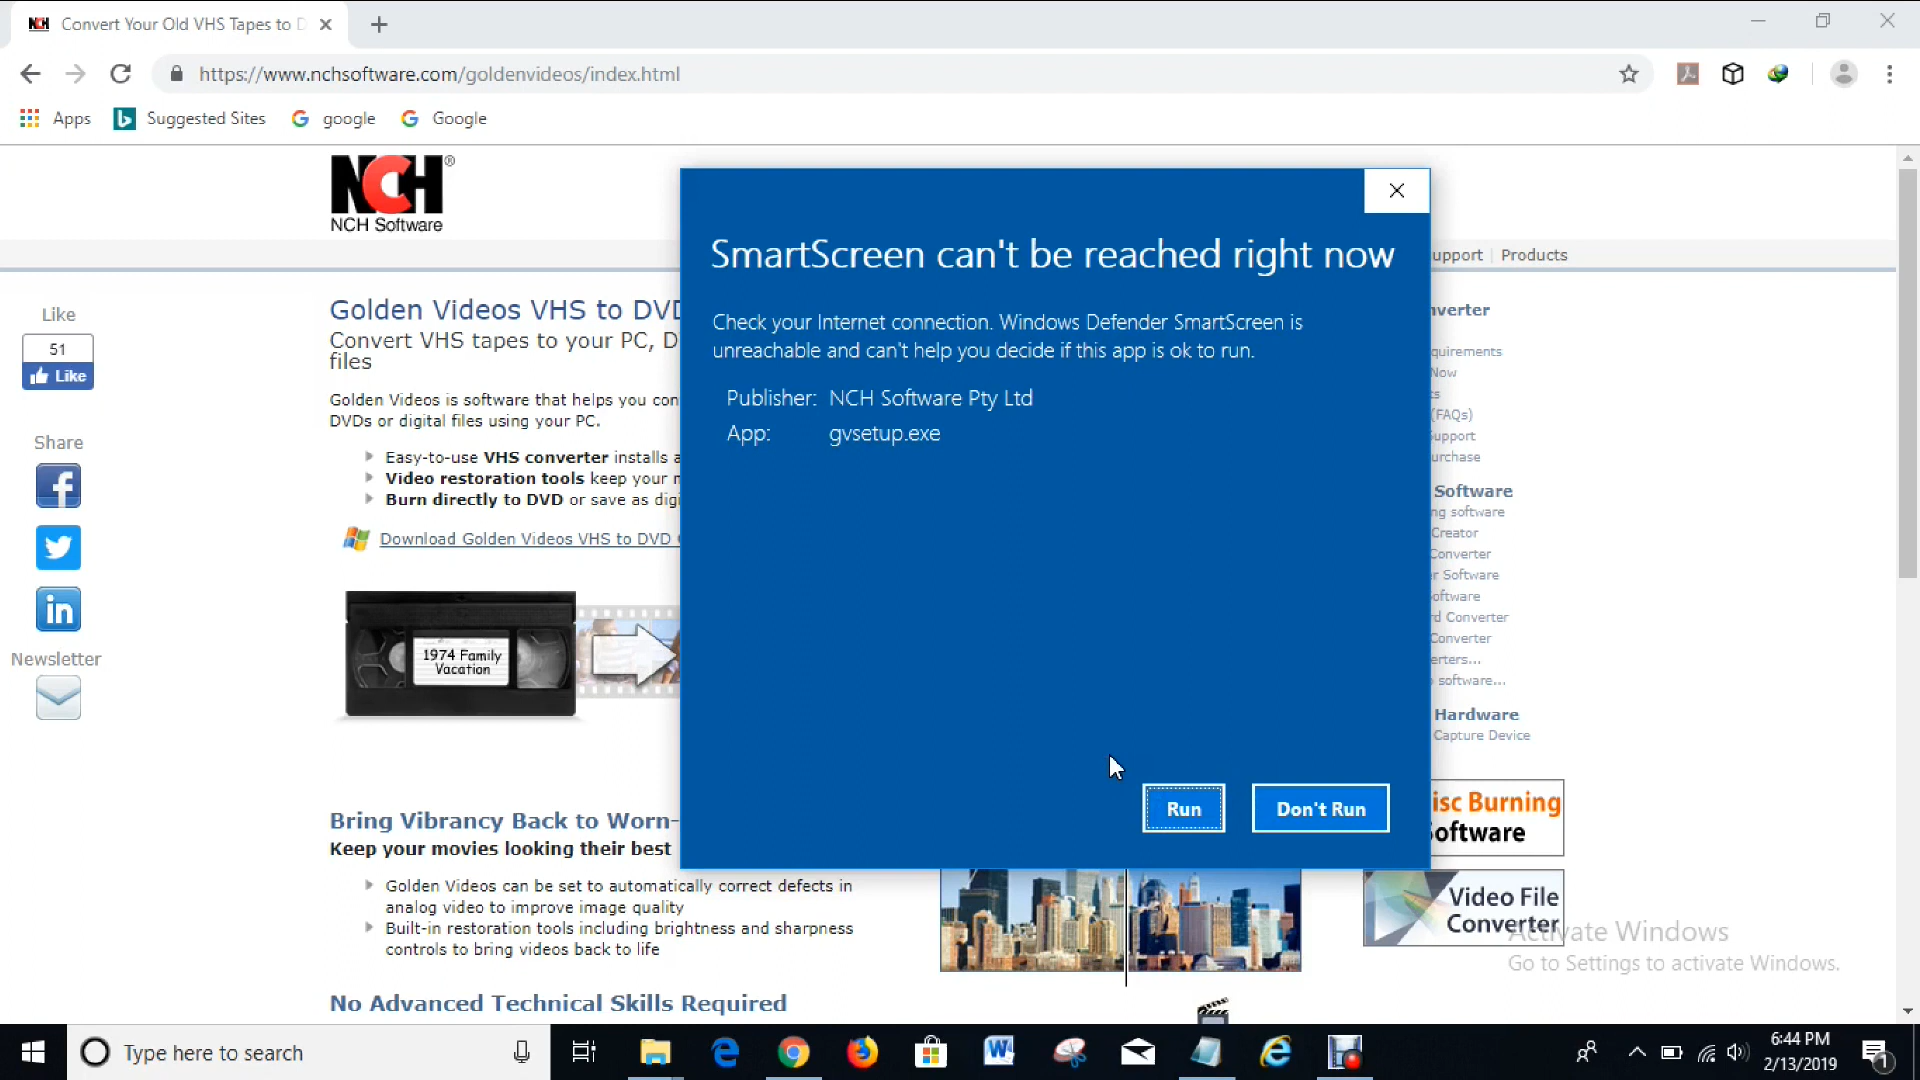 NCH Convert Your Old VHS Tapes to D
https://www.nchsoftware.com/goldenvideos/index.html
Apps
Suggested Sites
google
Google
NCH®
NCH Software
upport | Products
Like
51
Like
Share
Newsletter
Golden Videos VHS to DVD
Convert VHS tapes to your PC, D
files
Golden Videos is software that helps you con
DVDs or digital files using your PC.
Easy-to-use VHS converter installs a
Video restoration tools keep your m
Burn directly to DVD or save as digi
Download Golden Videos VHS to DVD
1974 Family
Vacation
Bring Vibrancy Back to Worn-
Keep your movies looking their best
Golden Videos can be set to automatically correct defects in
analog video to improve image quality
Built-in restoration tools including brightness and sharpness
controls to bring videos back to life
No Advanced Technical Skills Required
SmartScreen can't be reached right now
Check your Internet connection. Windows Defender SmartScreen is
unreachable and can't help you decide if this app is ok to run.
Publisher: NCH Software Pty Ltd
App: gvsetup.exe
Run
Don't Run
nverter
quirements
Now
ts
(FAQs)
upport
urchase
Software
ng software
Creator
Converter
r Software
oftware
rd Converter
Converter
erters...
software...
Hardware
Capture Device
isc Burning
oftware
Video File
Converter
Activate Windows
Go to Settings to activate Windows.
Type here to search
6:44 PM
2/13/2019
1